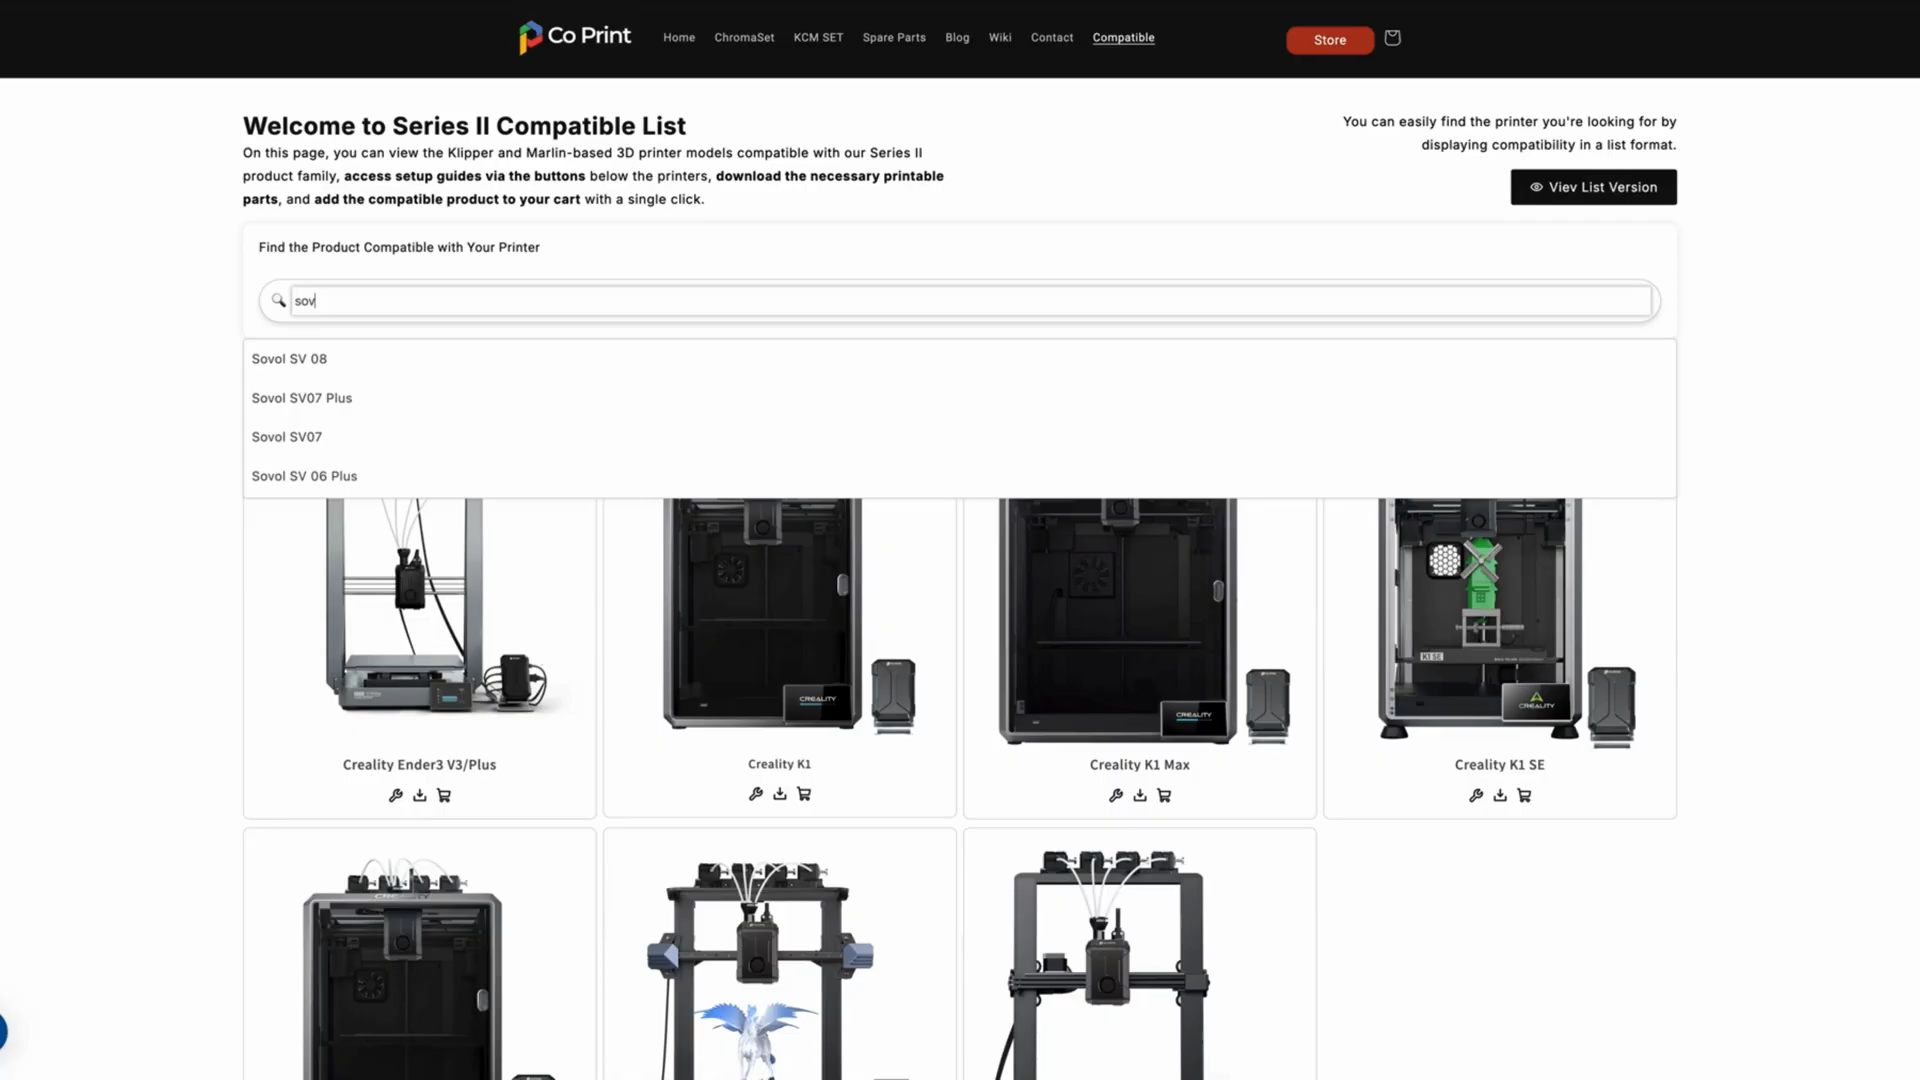 Co Print
Home ChromaSet KCM SET Spare Parts Blog Wiki Contact Compatible
Store
Welcome to Series II Compatible List
On this page, you can view the Klipper and Marlin-based 3D printer models compatible with our Series II
product family, access setup guides via the buttons below the printers, download the necessary printable
parts, and add the compatible product to your cart with a single click.
You can easily find the printer you're looking for by
displaying compatibility in a list format.
Viev List Version
Find the Product Compatible with Your Printer
sov
Sovol SV 08
Sovol SV07 Plus
Sovol SV07
Sovol SV 06 Plus
CREALITY
CREALITY
K1 SE
CREALITY
Creality Ender3 V3/Plus
Creality K1
Creality K1 Max
Creality K1 SE
CREALITY